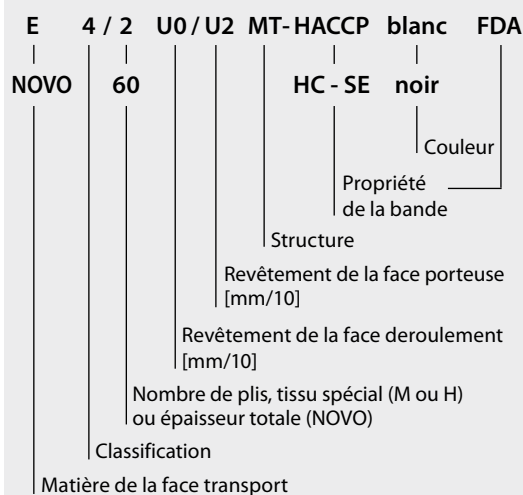 E 4 / 2 U0 / U2 MT- HACCP blanc FDA
NOVO 60 HC - SE noir
Couleur
Propriété
de la bande
Structure
Revêtement de la face porteuse
[mm/10]
Revêtement de la face deroulement
[mm/10]
Nombre de plis, tissu spécial (M ou H)
ou épaisseur totale (NOVO)
Classification
Matière de la face transport